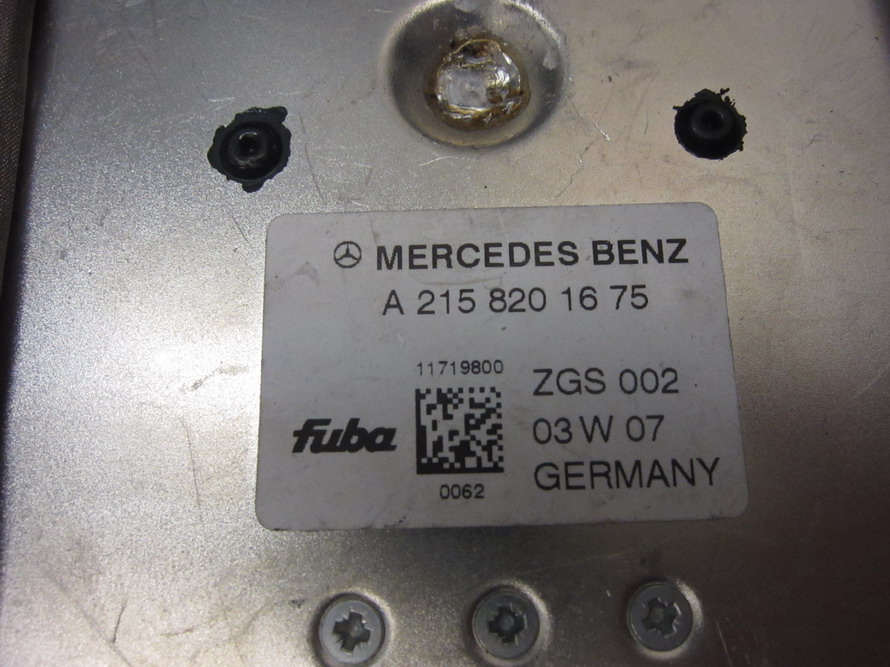 MERCEDES BENZ
A 215 820 16 75
11719800
ZGS 002
fuba
03 W 07
0062
GERMANY